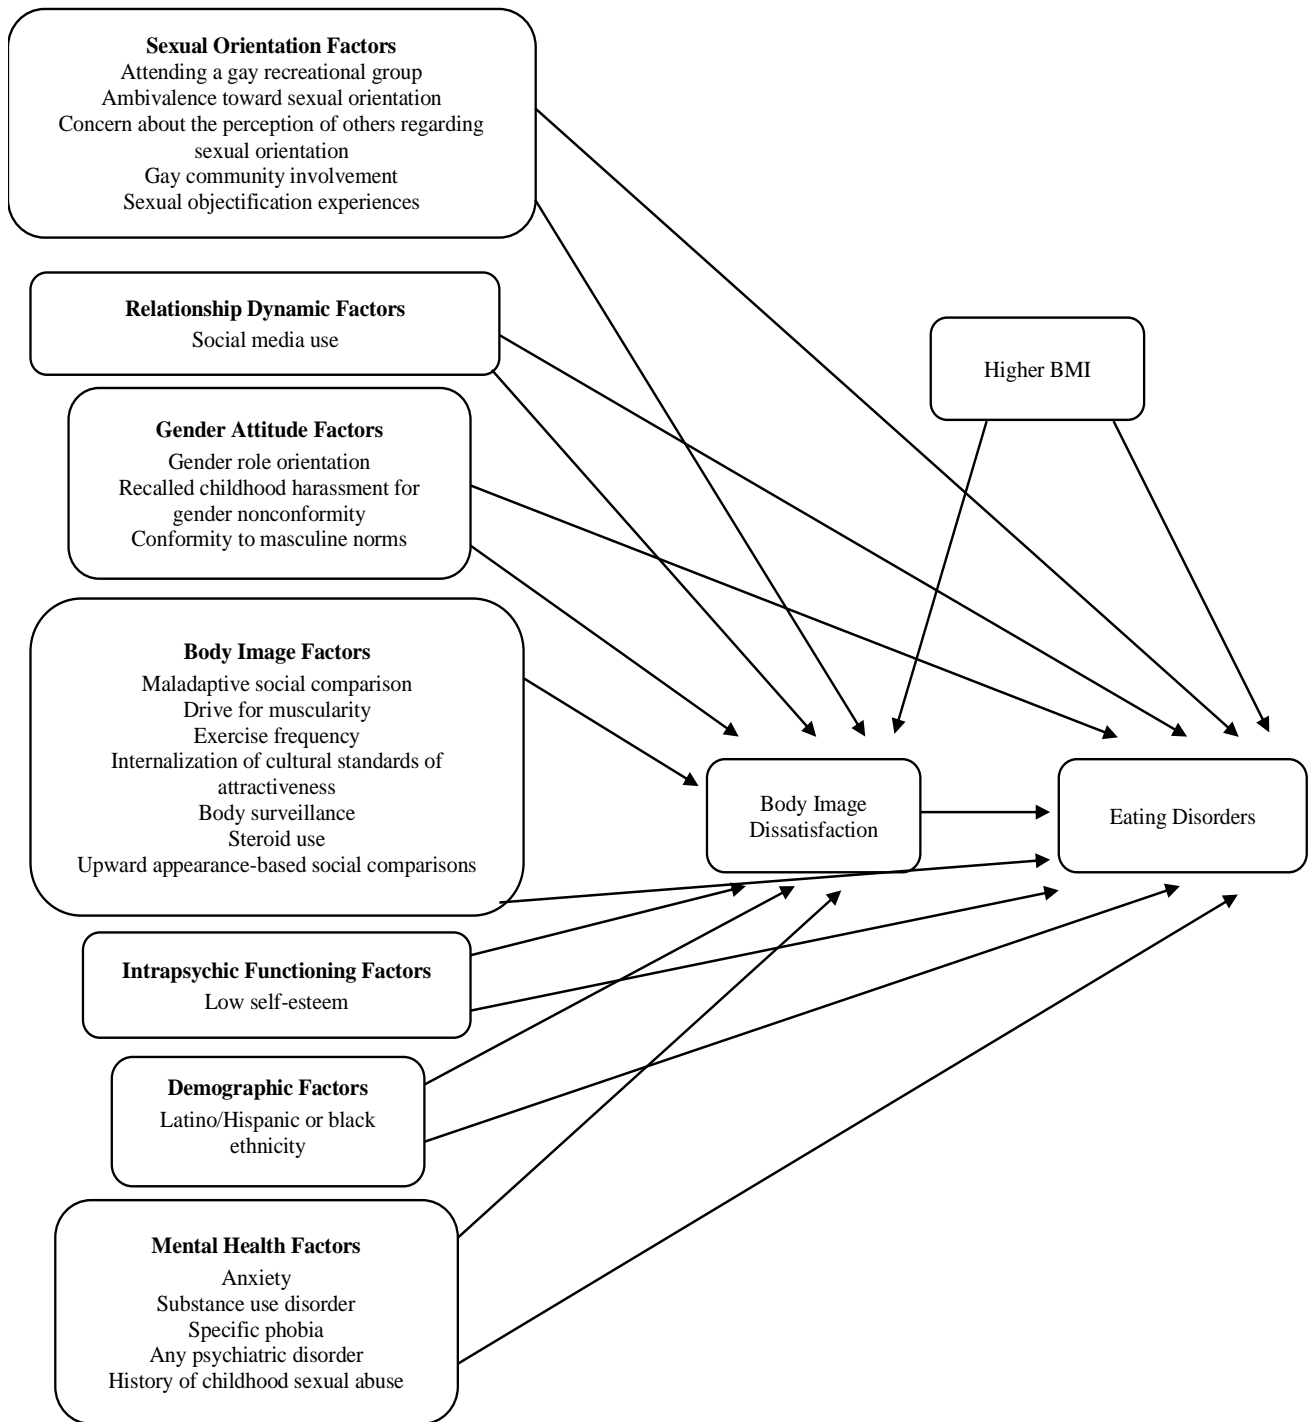 Sexual Orientation Factors
Attending a gay recreational group
Ambivalence toward sexual orientation
Concern about the perception of others regarding
sexual orientation
Gay community involvement
Sexual objectification experiences
Relationship Dynamic Factors
Social media use
Higher BMI
Gender Attitude Factors
Gender role orientation
Recalled childhood harassment for
gender nonconformity
Conformity to masculine norms
Body Image Factors
Maladaptive social comparison
Drive for muscularity
Exercise frequency
Internalization of cultural standards of
attractiveness
Body surveillance
Steroid use
Upward appearance-based social comparisons
Body Image
Dissatisfaction
Eating Disorders
Intrapsychic Functioning Factors
Low self-esteem
Demographic Factors
Latino/Hispanic or black
ethnicity
Mental Health Factors
Anxiety
Substance use disorder
Specific phobia
Any psychiatric disorder
History of childhood sexual abuse